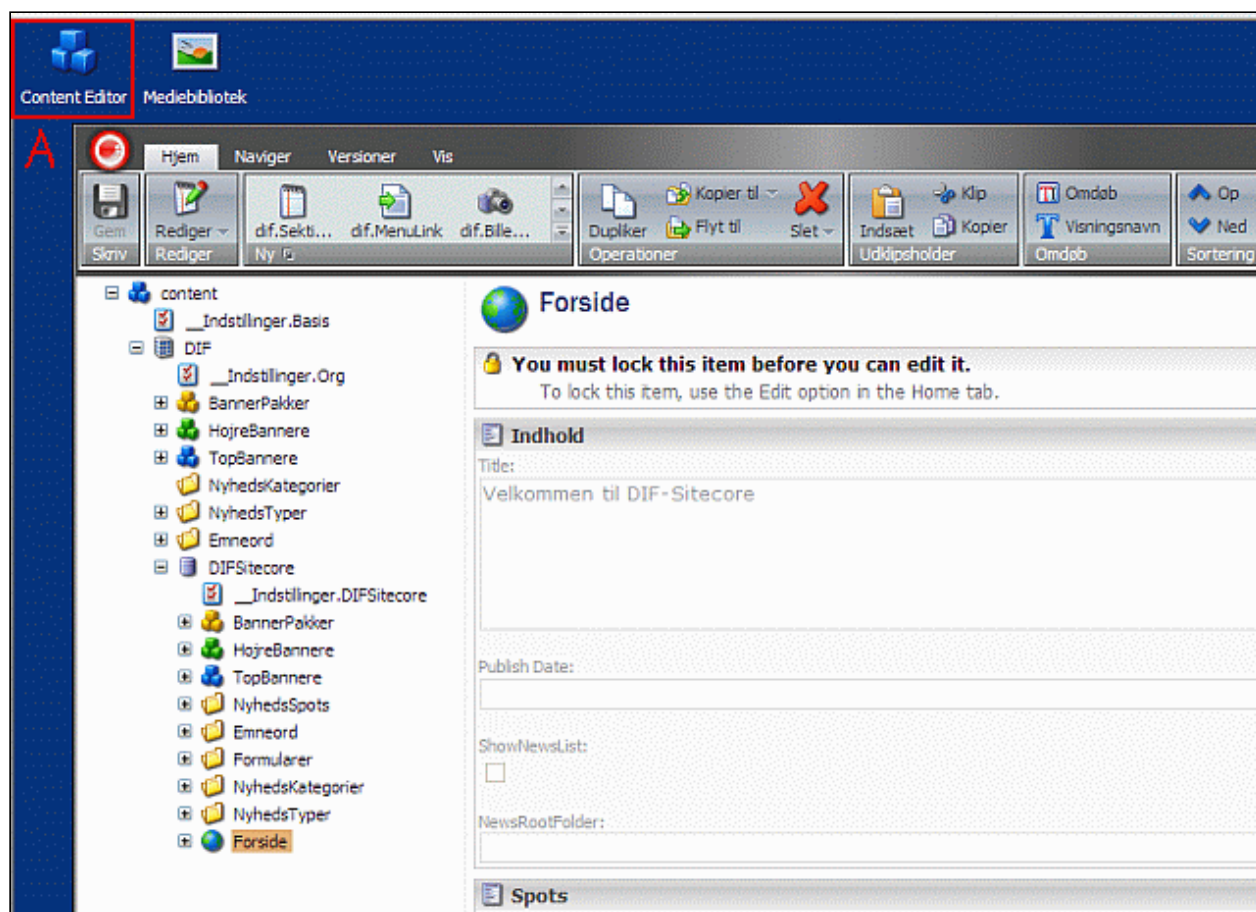 Content Editor Mediebibliotek
A
Hjem Naviger Versioner Vis
Gem Rediger dif.Sekti... dif.MenuLink dif.Bille... Dupliker Kopier til Flyt til Slet Indsæt Klip Kopier Omdøb Visningsnavn Op Ned
Skriv Rediger Ny Operationer Udklipsholder Omdøb Sortering
content
__Indstillinger.Basis
DIF
__Indstillinger.Org
BannerPakker
HojreBannere
TopBannere
NyhedsKategorier
NyhedsTyper
Emneord
DIFSitecore
__Indstillinger.DIFSitecore
BannerPakker
HojreBannere
TopBannere
NyhedsSpots
Emneord
Formularer
NyhedsKategorier
NyhedsTyper
Forside
Forside
You must lock this item before you can edit it.
To lock this item, use the Edit option in the Home tab.
Indhold
Title:
Velkommen til DIF-Sitecore
Publish Date:
ShowNewsList:
NewsRootFolder:
Spots